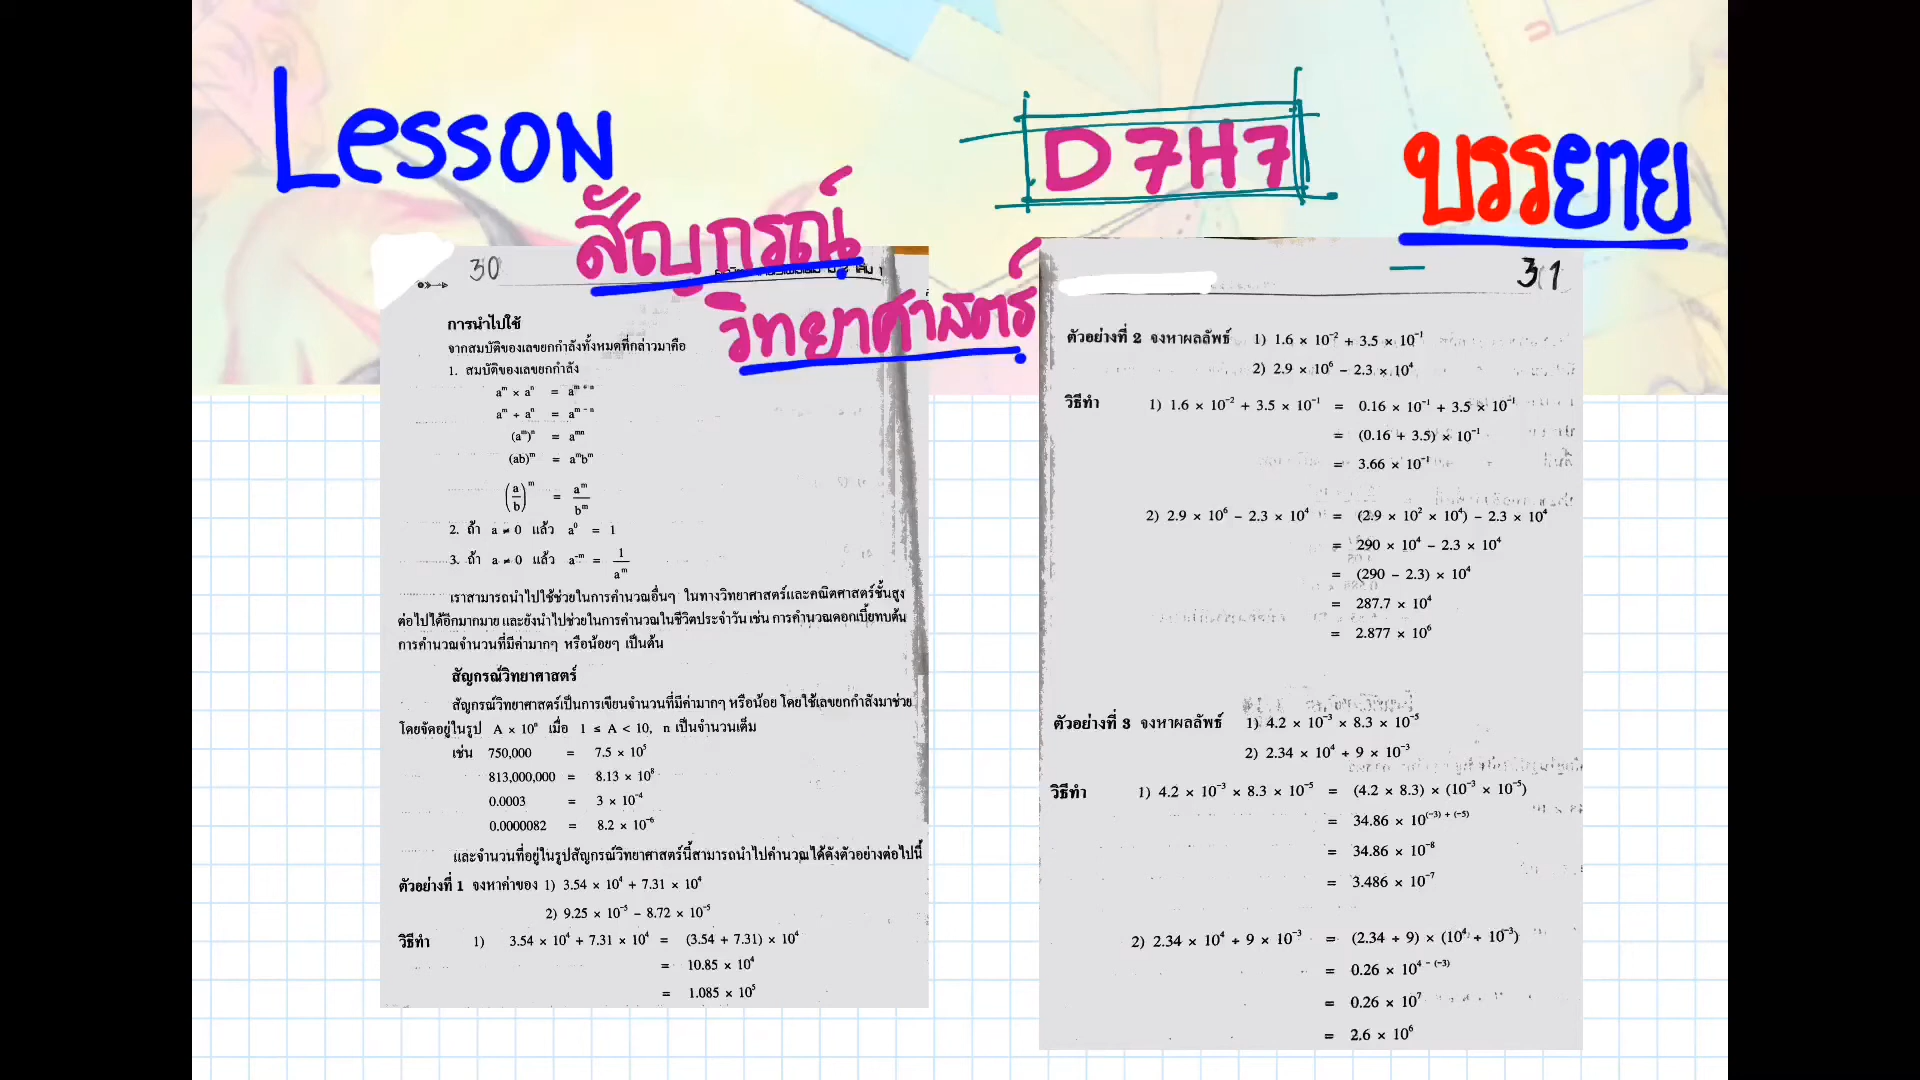 Lesson
D7H7
บรรยาย
สัญกรณ์
วิทยาศาสตร์
30
การนำไปใช้
จากสมบัติของเลขยกกำลังทั้งหมดที่กล่าวมาคือ
1. สมบัติของเลขยกกำลัง
aᵐ × aⁿ = aᵐ⁺ⁿ
aᵐ ÷ aⁿ = aᵐ⁻ⁿ
(aᵐ)ⁿ = aᵐⁿ
(ab)ᵐ = aᵐbᵐ
(a/b)ᵐ = aᵐ/bᵐ
2. ถ้า a ≠ 0 แล้ว a⁰ = 1
3. ถ้า a ≠ 0 แล้ว a⁻ᵐ = 1/aᵐ
เราสามารถนำไปใช้ช่วยในการคำนวณอื่นๆ ในทางวิทยาศาสตร์และคณิตศาสตร์ชั้นสูง
ต่อไปได้อีกมากมาย และยังนำไปช่วยในการคำนวณในชีวิตประจำวัน เช่น การคำนวณดอกเบี้ยทบต้น
การคำนวณจำนวนที่มีค่ามากๆ หรือน้อยๆ เป็นต้น
สัญกรณ์วิทยาศาสตร์
สัญกรณ์วิทยาศาสตร์เป็นการเขียนจำนวนที่มีค่ามากๆ หรือน้อย โดยใช้เลขยกกำลังมาช่วย
โดยจัดอยู่ในรูป A × 10ⁿ เมื่อ 1 ≤ A < 10, n เป็นจำนวนเต็ม
เช่น 750,000 = 7.5 × 10⁵
813,000,000 = 8.13 × 10⁸
0.0003 = 3 × 10⁻⁴
0.0000082 = 8.2 × 10⁻⁶
และจำนวนที่อยู่ในรูปสัญกรณ์วิทยาศาสตร์นี้สามารถนำไปคำนวณได้ดังตัวอย่างต่อไปนี้
ตัวอย่างที่ 1 จงหาค่าของ 1) 3.54 × 10⁴ + 7.31 × 10⁴
2) 9.25 × 10⁻⁵ – 8.72 × 10⁻⁵
วิธีทำ 1) 3.54 × 10⁴ + 7.31 × 10⁴ = (3.54 + 7.31) × 10⁴
= 10.85 × 10⁴
= 1.085 × 10⁵
31
ตัวอย่างที่ 2 จงหาผลลัพธ์ 1) 1.6 × 10⁻² + 3.5 × 10⁻¹
2) 2.9 × 10⁶ – 2.3 × 10⁴
วิธีทำ 1) 1.6 × 10⁻² + 3.5 × 10⁻¹ = 0.16 × 10⁻¹ + 3.5 × 10⁻¹
= (0.16 + 3.5) × 10⁻¹
= 3.66 × 10⁻¹
2) 2.9 × 10⁶ – 2.3 × 10⁴ = (2.9 × 10² × 10⁴) – 2.3 × 10⁴
= 290 × 10⁴ – 2.3 × 10⁴
= (290 – 2.3) × 10⁴
= 287.7 × 10⁴
= 2.877 × 10⁶
ตัวอย่างที่ 3 จงหาผลลัพธ์ 1) 4.2 × 10⁻³ × 8.3 × 10⁻⁵
2) 2.34 × 10⁴ ÷ 9 × 10⁻³
วิธีทำ 1) 4.2 × 10⁻³ × 8.3 × 10⁻⁵ = (4.2 × 8.3) × (10⁻³ × 10⁻⁵)
= 34.86 × 10⁽⁻³⁾⁺⁽⁻⁵⁾
= 34.86 × 10⁻⁸
= 3.486 × 10⁻⁷
2) 2.34 × 10⁴ ÷ 9 × 10⁻³ = (2.34 ÷ 9) × (10⁴ ÷ 10⁻³)
= 0.26 × 10⁴⁻⁽⁻³⁾
= 0.26 × 10⁷
= 2.6 × 10⁶